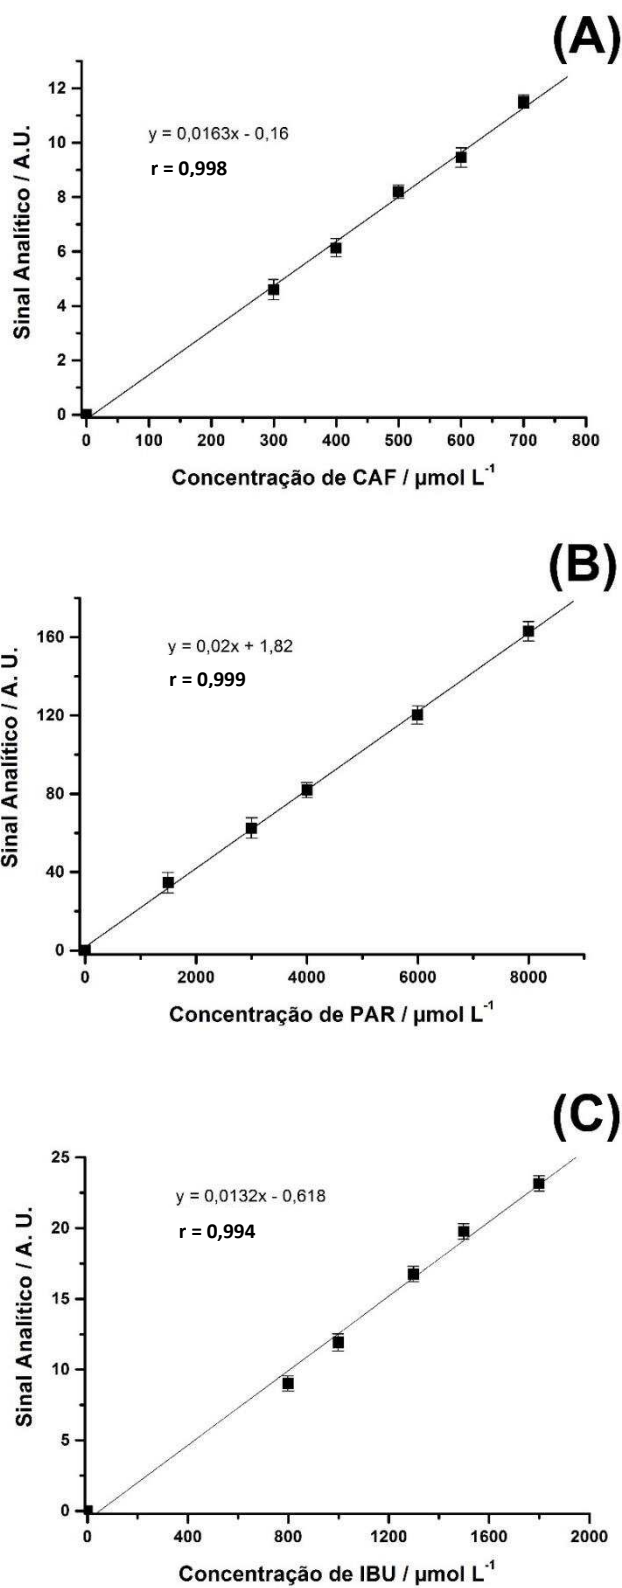 (A)
12
10
8
6
4
2
0
y = 0,0163x - 0,16
r = 0,998
Sinal Analítico / A.U.
0 100 200 300 400 500 600 700 800
Concentração de CAF / µmol L⁻¹
(B)
160
120
80
40
0
y = 0,02x + 1,82
r = 0,999
Sinal Analítico / A. U.
0 2000 4000 6000 8000
Concentração de PAR / µmol L⁻¹
(C)
25
20
15
10
5
0
y = 0,0132x - 0,618
r = 0,994
Sinal Analítico / A. U.
0 400 800 1200 1600 2000
Concentração de IBU / µmol L⁻¹